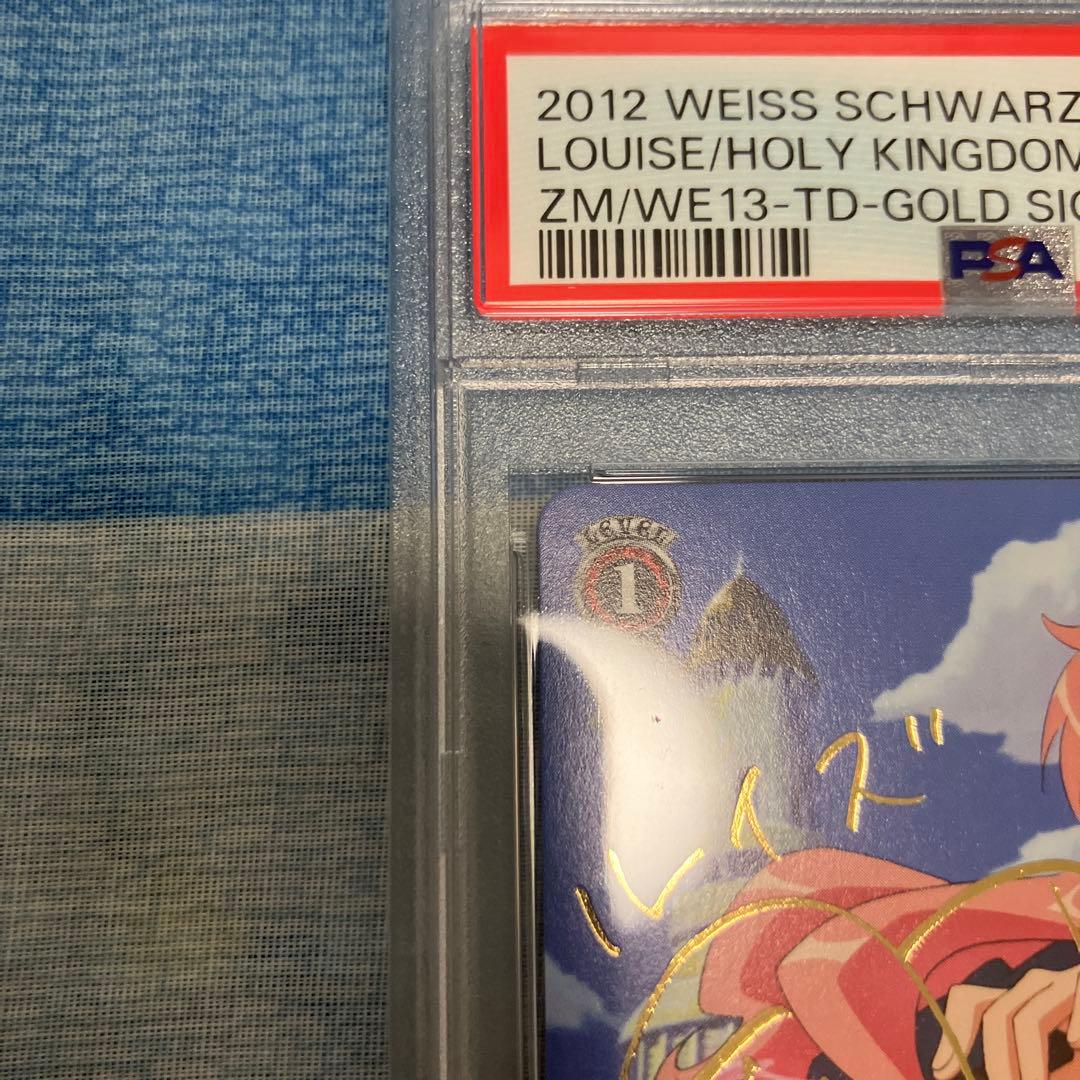 2012 WEISS SCHWARZ
LOUISE/HOLY KINGDOM
ZM/WE13-TD-GOLD SIG
PSA
LEVEL
1
ルイズ